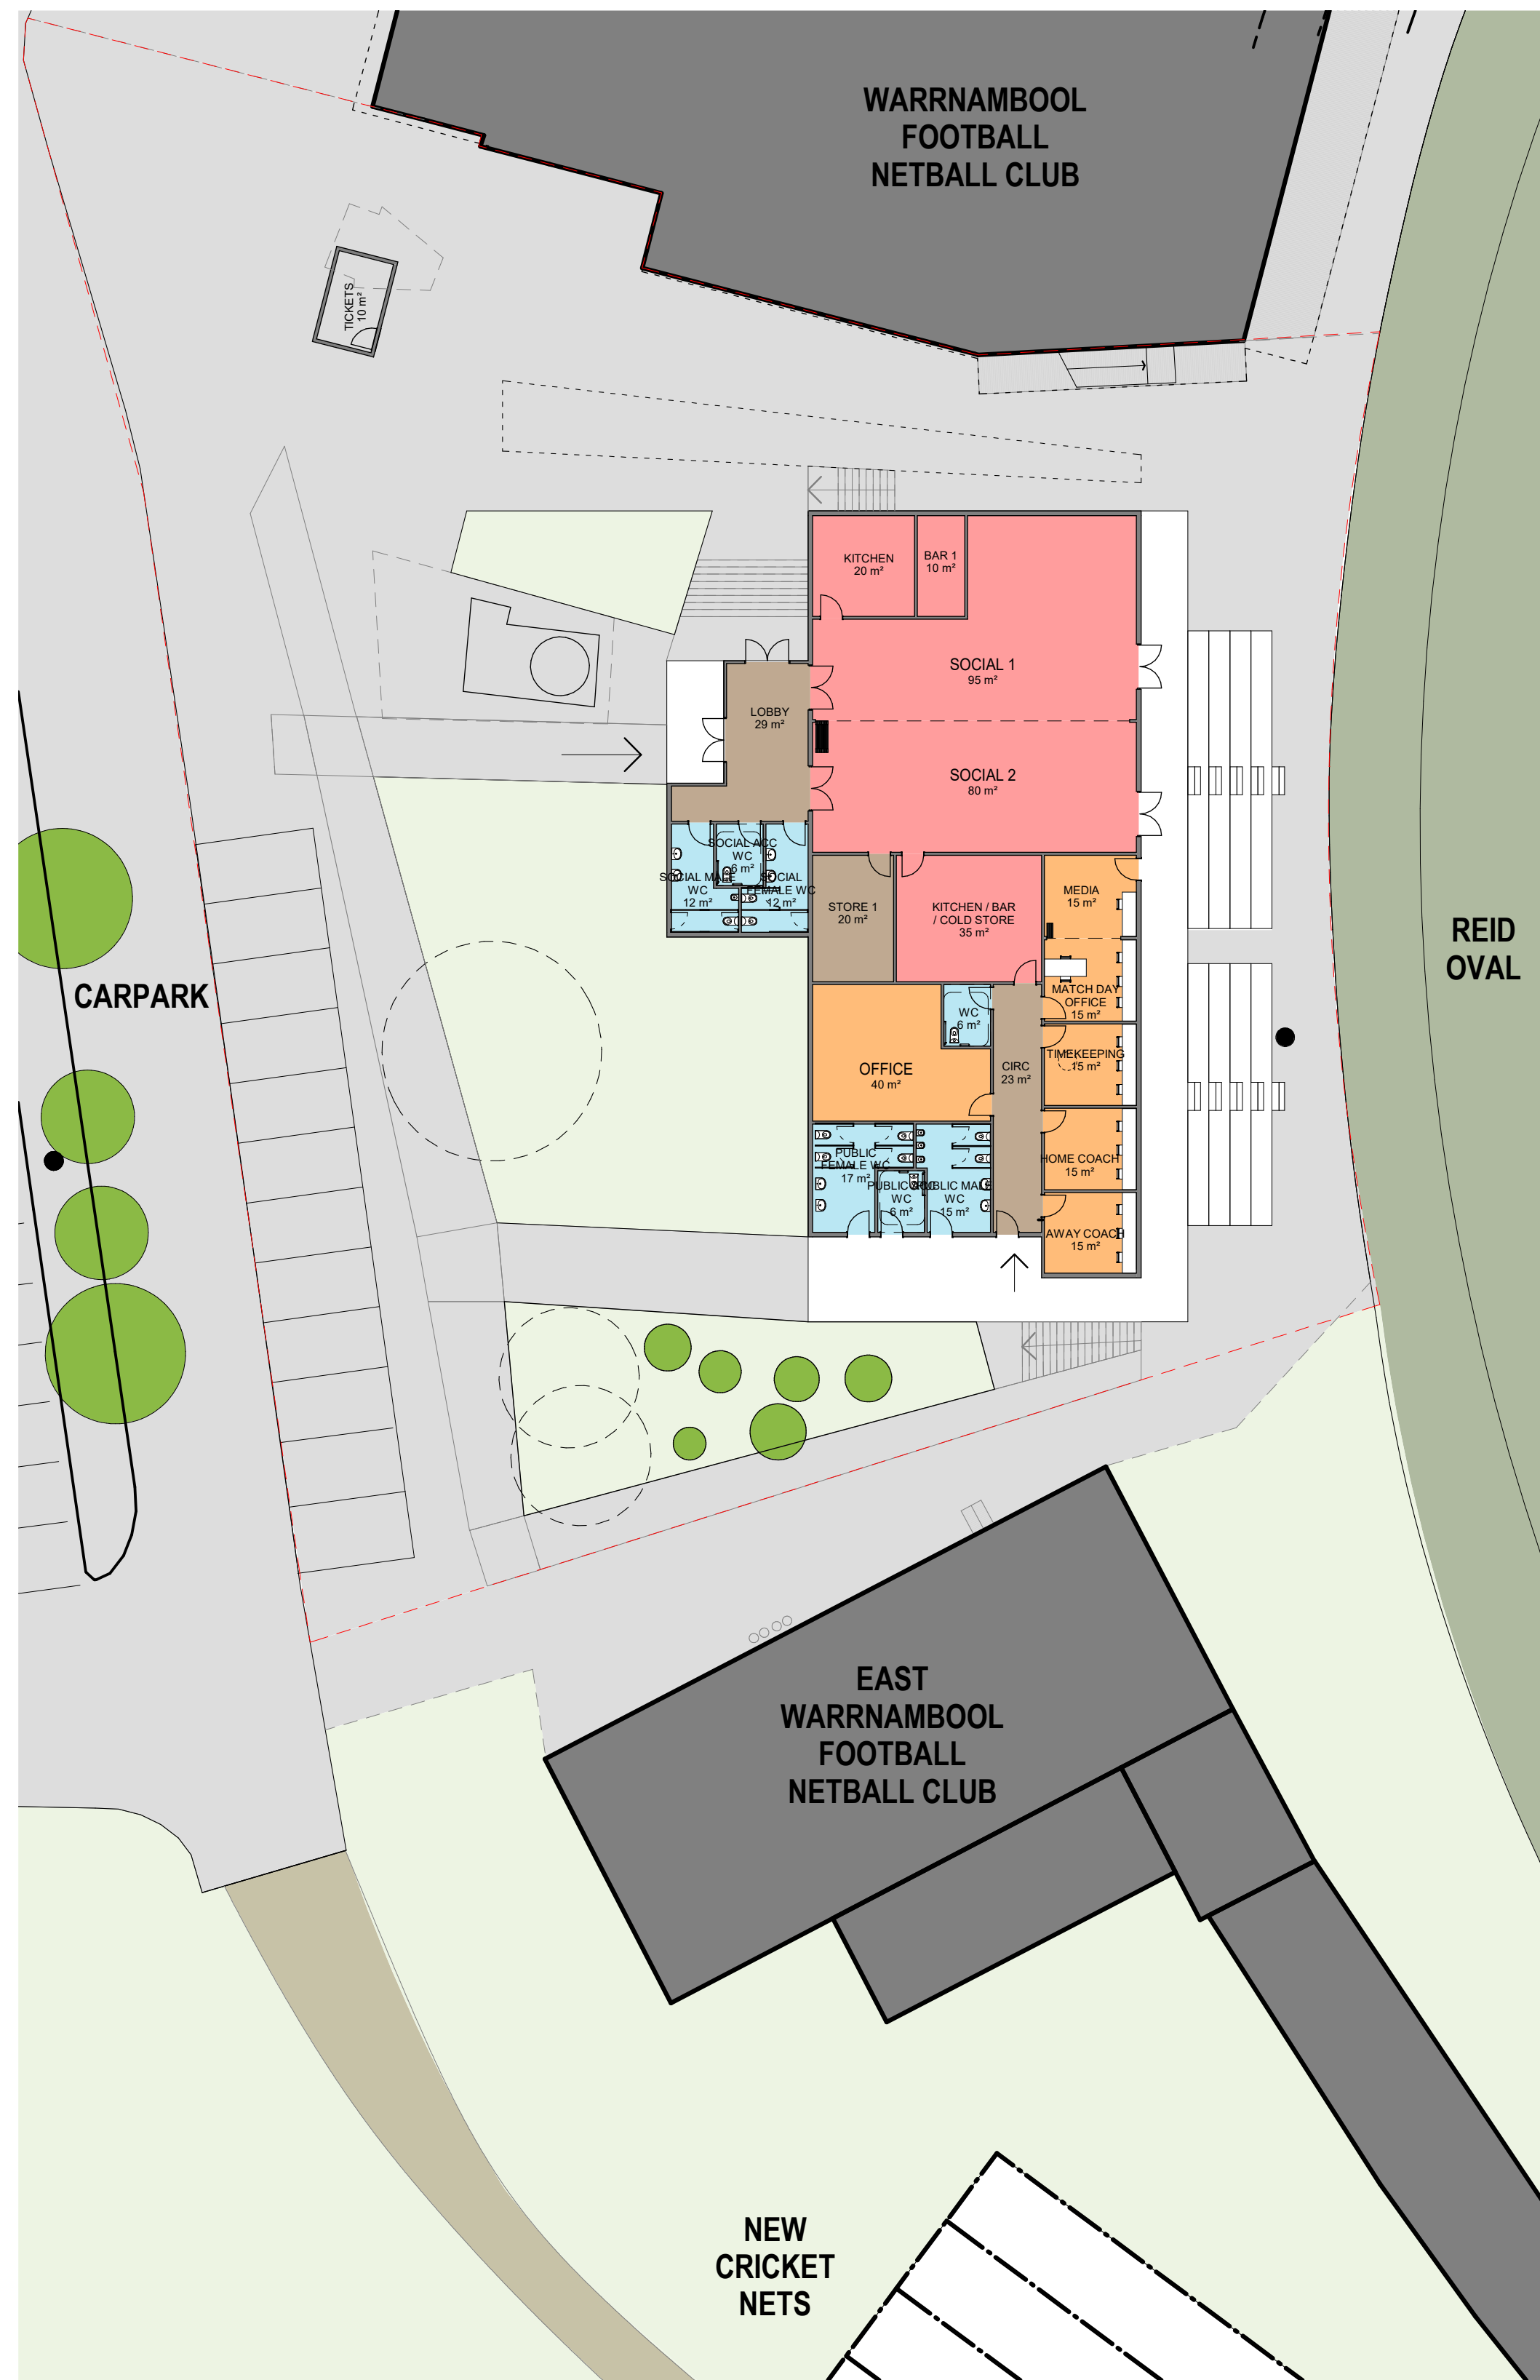 WARRNAMBOOL
FOOTBALL
NETBALL CLUB
TICKETS
10 m²
KITCHEN
20 m²
BAR 1
10 m²
SOCIAL 1
95 m²
LOBBY
29 m²
SOCIAL 2
80 m²
SOCIAL ACC
WC
6 m²
SOCIAL MALE
WC
12 m²
SOCIAL
FEMALE WC
12 m²
STORE 1
20 m²
KITCHEN / BAR
/ COLD STORE
35 m²
MEDIA
15 m²
REID
OVAL
CARPARK
MATCH DAY
OFFICE
15 m²
WC
6 m²
TIMEKEEPING
15 m²
OFFICE
40 m²
CIRC
23 m²
PUBLIC
FEMALE WC
17 m²
HOME COACH
15 m²
PUBLIC ACC
WC
6 m²
PUBLIC MALE
WC
15 m²
AWAY COACH
15 m²
EAST
WARRNAMBOOL
FOOTBALL
NETBALL CLUB
NEW
CRICKET
NETS